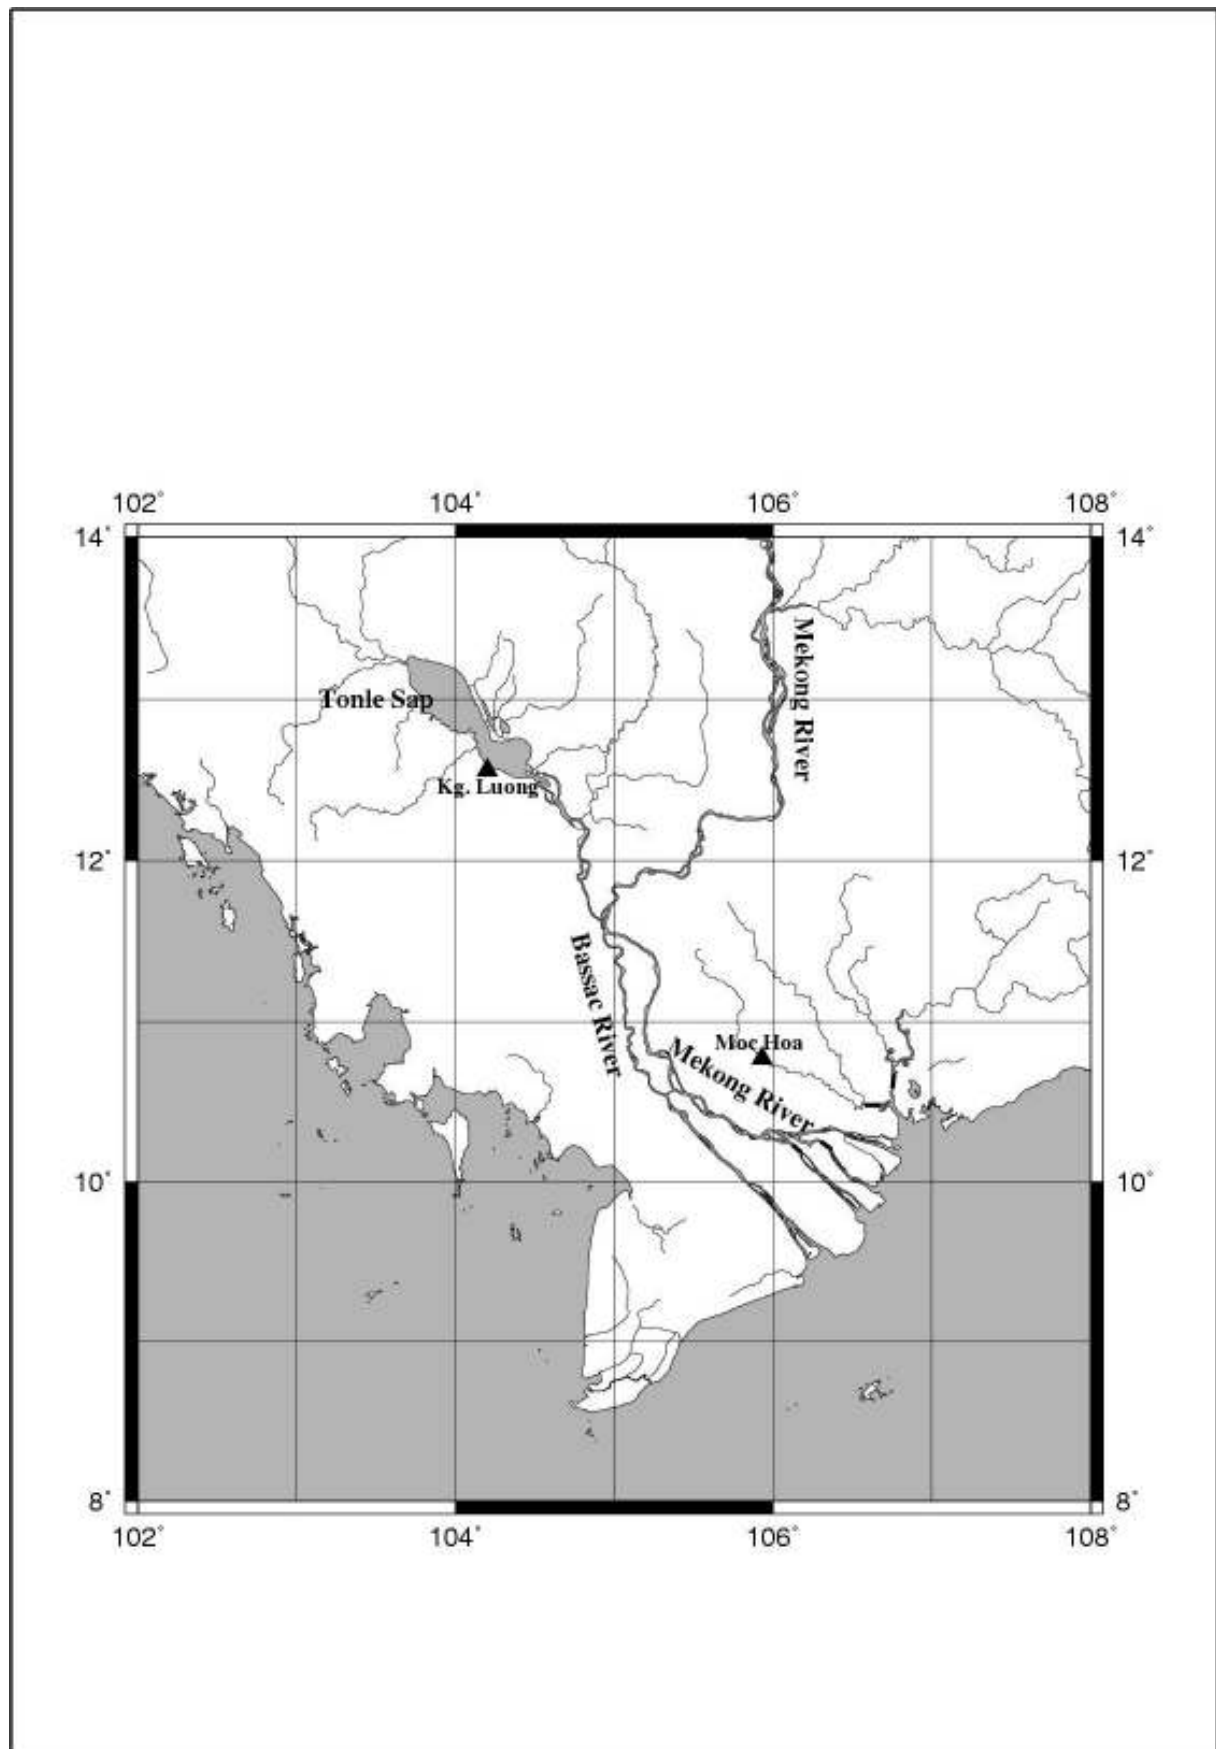 102° 104° 106° 108°
14° 14°
Mekong River
Tonle Sap
Kg. Luong
12° 12°
Bassac River
Moc Hoa
Mekong River
10° 10°
8° 8°
102° 104° 106° 108°